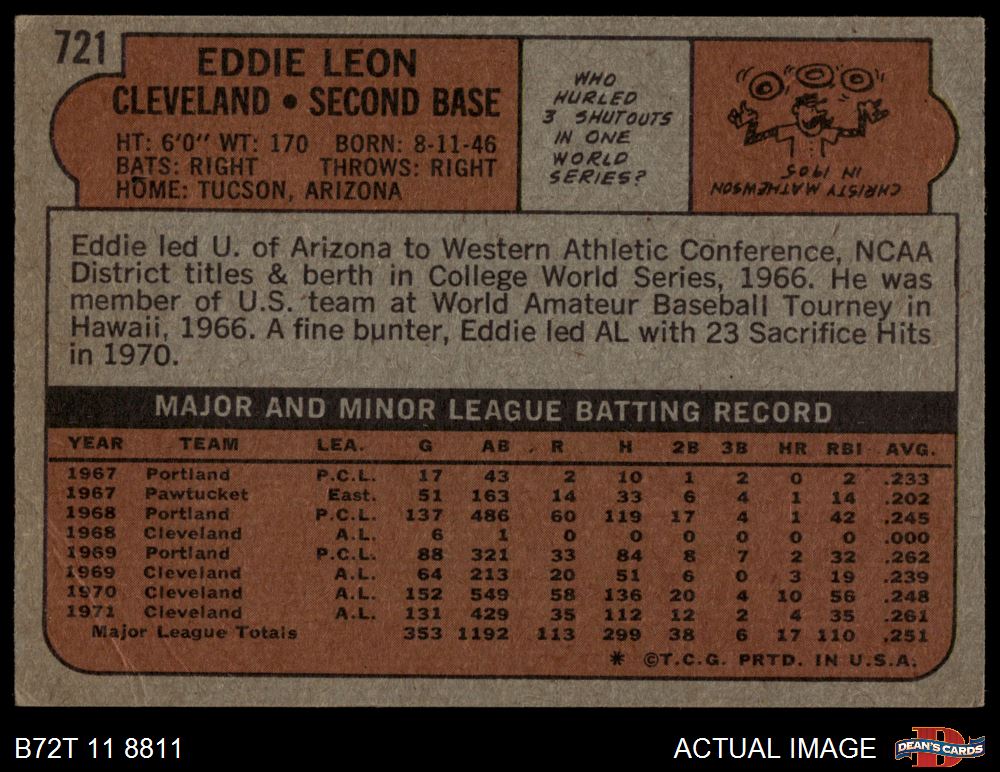 721
EDDIE LEON
CLEVELAND • SECOND BASE
HT: 6'0" WT: 170 BORN: 8-11-46
BATS: RIGHT THROWS: RIGHT
HOME: TUCSON, ARIZONA
WHO
HURLED
3 SHUTOUTS
IN ONE
WORLD
SERIES?
CHRISTY MATHEWSON
IN 1905
Eddie led U. of Arizona to Western Athletic Conference, NCAA
District titles & berth in College World Series, 1966. He was
member of U.S. team at World Amateur Baseball Tourney in
Hawaii, 1966. A fine bunter, Eddie led AL with 23 Sacrifice Hits
in 1970.
MAJOR AND MINOR LEAGUE BATTING RECORD
YEAR TEAM LEA. G AB R H 2B 3B HR RBI AVG.
1967 Portland P.C.L. 17 43 2 10 1 2 0 2 .233
1967 Pawtucket East. 51 163 14 33 6 4 1 14 .202
1968 Portland P.C.L. 137 486 60 119 17 4 1 42 .245
1968 Cleveland A.L. 6 1 0 0 0 0 0 0 .000
1969 Portland P.C.L. 88 321 33 84 8 7 2 32 .262
1969 Cleveland A.L. 64 213 20 51 6 0 3 19 .239
1970 Cleveland A.L. 152 549 58 136 20 4 10 56 .248
1971 Cleveland A.L. 131 429 35 112 12 2 4 35 .261
Major League Totals 353 1192 113 299 38 6 17 110 .251
* ©T.C.G. PRTD. IN U.S.A.
B72T 11 8811
ACTUAL IMAGE
DEAN'S CARDS